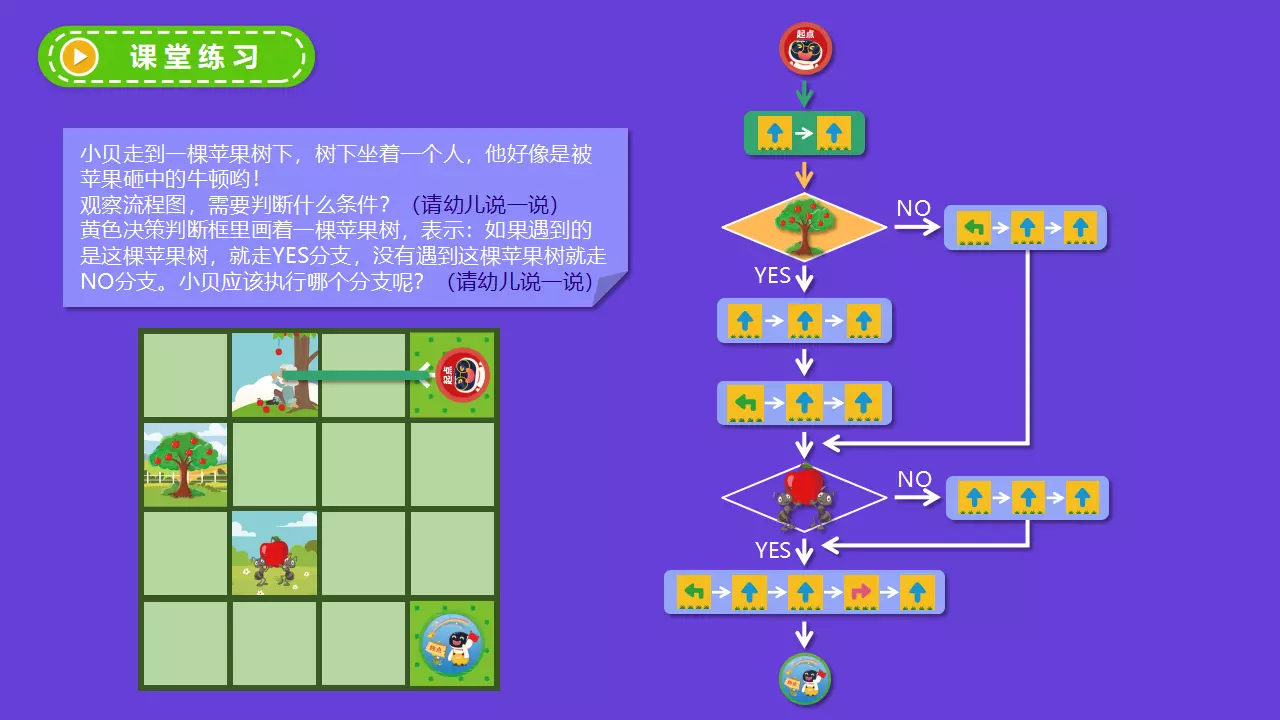 课堂练习
小贝走到一棵苹果树下，树下坐着一个人，他好像是被
苹果砸中的牛顿哟！
观察流程图，需要判断什么条件？（请幼儿说一说）
黄色决策判断框里画着一棵苹果树，表示：如果遇到的
是这棵苹果树，就走YES分支，没有遇到这棵苹果树就走
NO分支。小贝应该执行哪个分支呢？（请幼儿说一说）
起点
终点
起点
NO
YES
NO
YES
终点